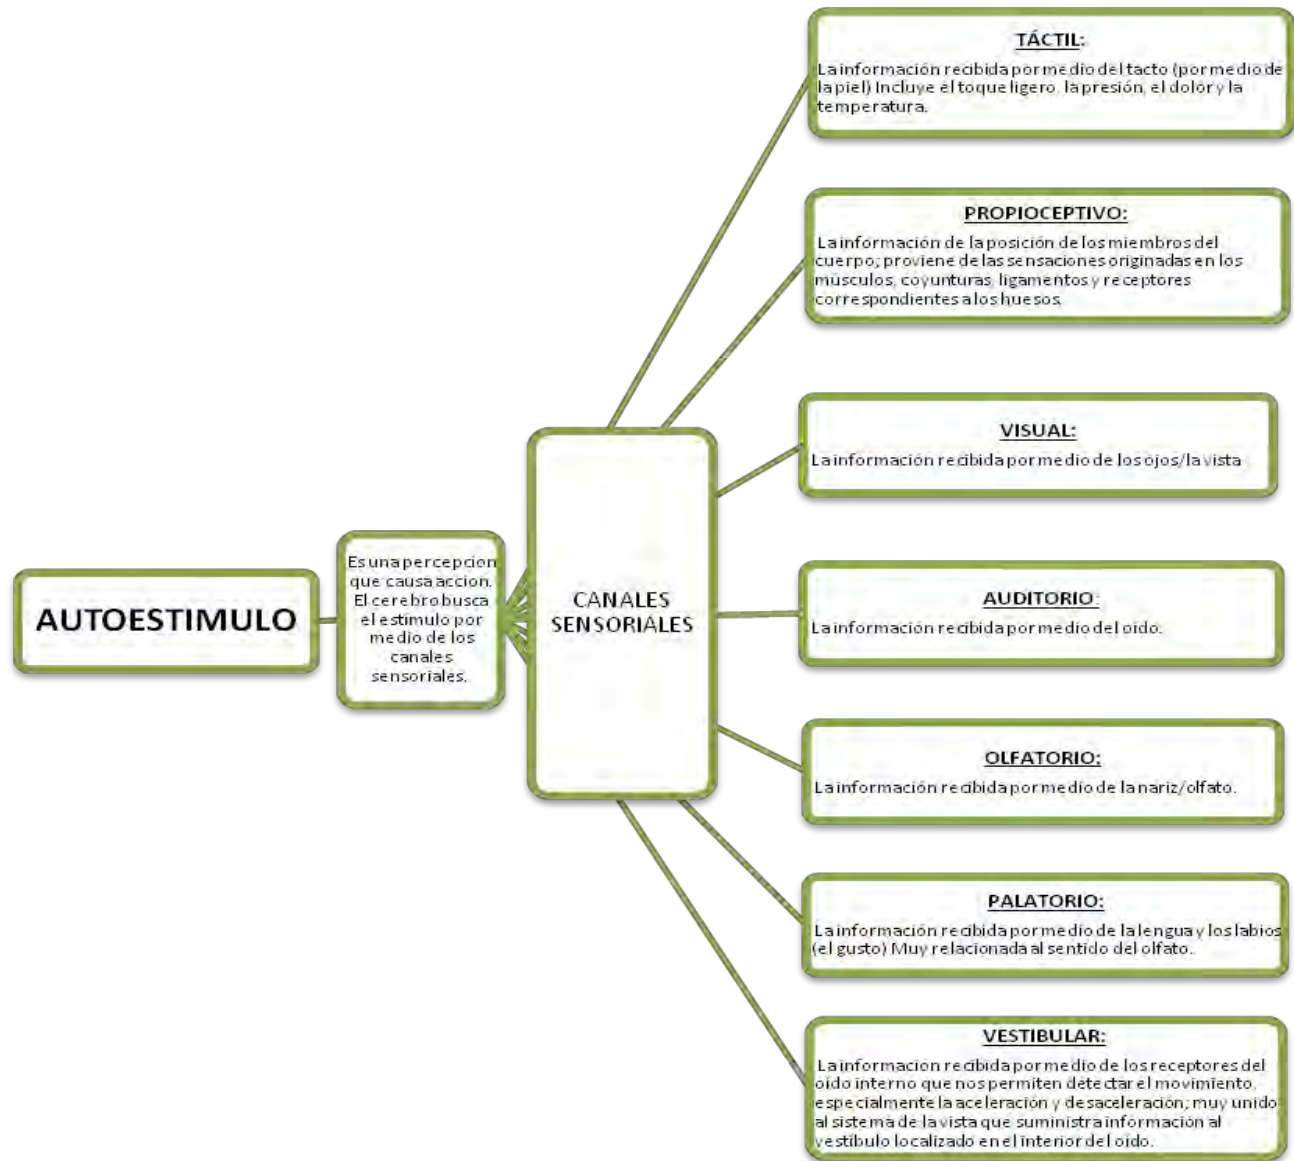 AUTOESTIMULO
Es una percepcion
que causa accion.
El cerebro busca
el estimulo por
medio de los
canales
sensoriales.
CANALES
SENSORIALES
TÁCTIL:
La información recibida por medio del tacto (por medio de
la piel) Incluye el toque ligero, la presión, el dolor y la
temperatura.
PROPIOCEPTIVO:
La información de la posición de los miembros del
cuerpo; proviene de las sensaciones originadas en los
músculos, coyunturas, ligamentos y receptores
correspondientes a los huesos.
VISUAL:
La información recibida por medio de los ojos/la vista
AUDITORIO:
La información recibida por medio del oído.
OLFATORIO:
La información recibida por medio de la nariz/olfato.
PALATORIO:
La información recibida por medio de la lengua y los labios
(el gusto) Muy relacionada al sentido del olfato.
VESTIBULAR:
La información recibida por medio de los receptores del
oído interno que nos permiten detectar el movimiento,
especialmente la aceleración y desaceleración; muy unido
al sistema de la vista que suministra información al
vestíbulo localizado en el interior del oído.